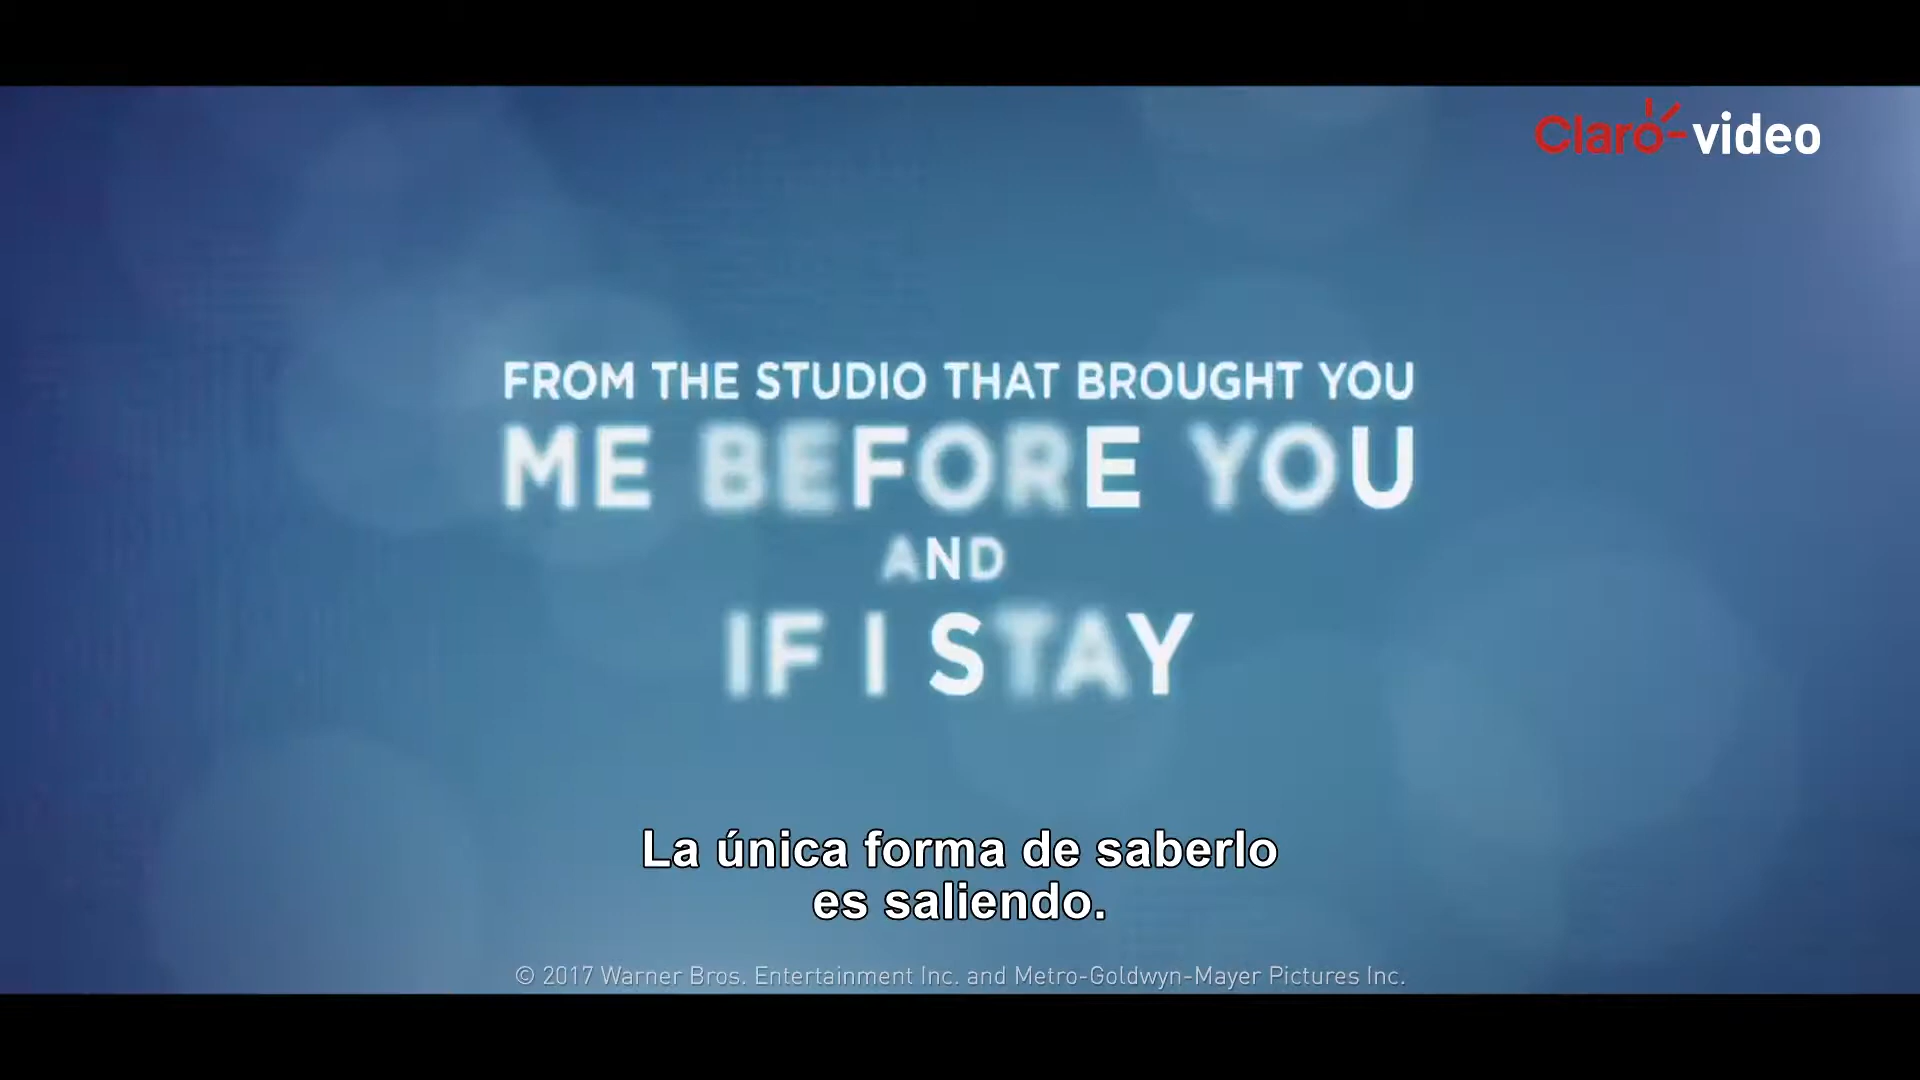 Claro video
FROM THE STUDIO THAT BROUGHT YOU
ME BEFORE YOU
AND
IF I STAY
La única forma de saberlo
es saliendo.
© 2017 Warner Bros. Entertainment Inc. and Metro-Goldwyn-Mayer Pictures Inc.